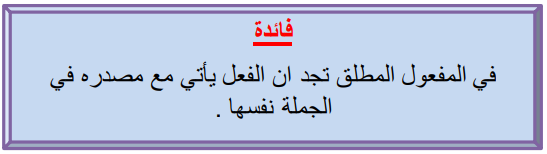 فائدة
في المفعول المطلق تجد ان الفعل يأتي مع مصدره في
الجملة نفسها .